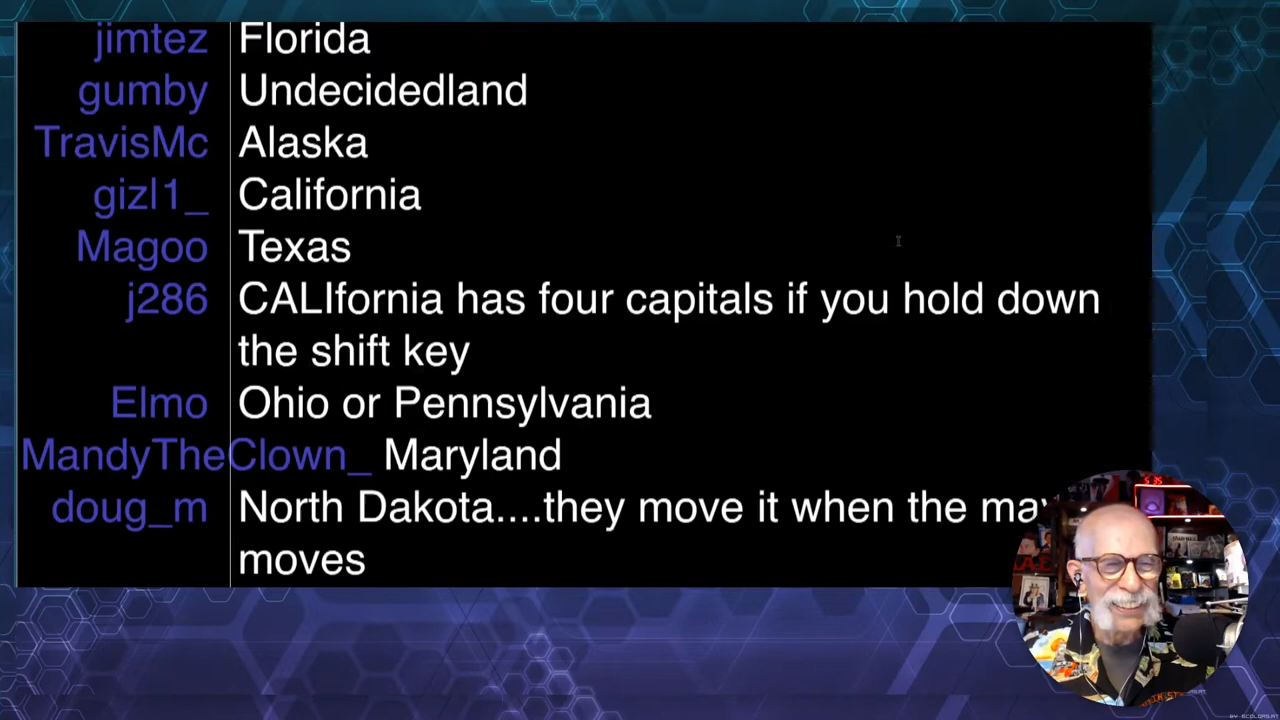 jimtez Florida
gumby Undecidedland
TravisMc Alaska
gizl1_ California
Magoo Texas
j286 CALIfornia has four capitals if you hold down
the shift key
Elmo Ohio or Pennsylvania
MandyTheClown_ Maryland
doug_m North Dakota....they move it when the
moves